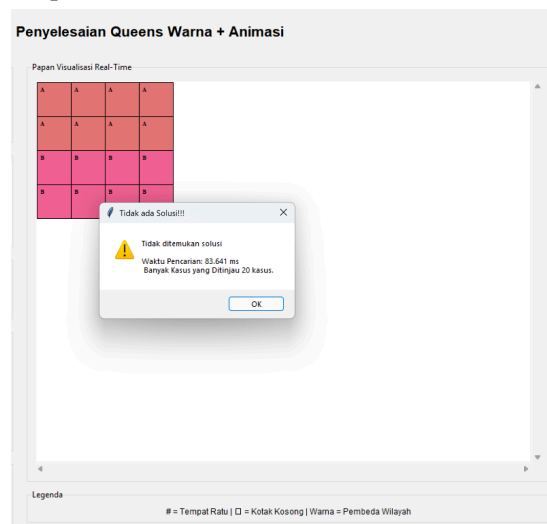 Penyelesaian Queens Warna + Animasi
Papan Visualisasi Real-Time
A A A A
A A A A
B B B B
B B B B
Tidak ada Solusi!!!
Tidak ditemukan solusi
Waktu Pencarian: 83.641 ms
Banyak Kasus yang Ditinjau 20 kasus.
OK
Legenda
# = Tempat Ratu | □ = Kotak Kosong | Warna = Pembeda Wilayah